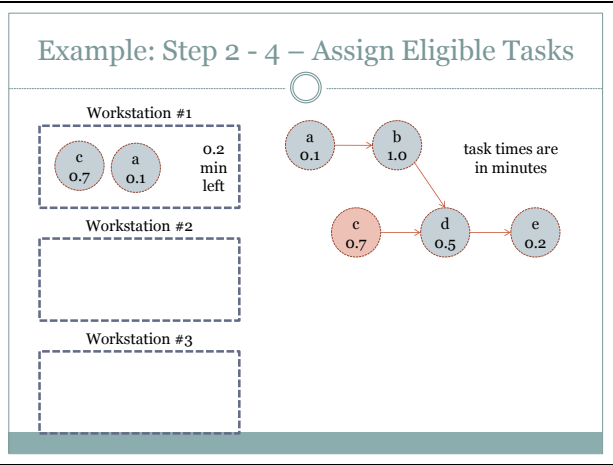 Example: Step 2 - 4 – Assign Eligible Tasks
Workstation #1
c
0.7
a
0.1
0.2
min
left
Workstation #2
Workstation #3
a
0.1
b
1.0
task times are
in minutes
c
0.7
d
0.5
e
0.2